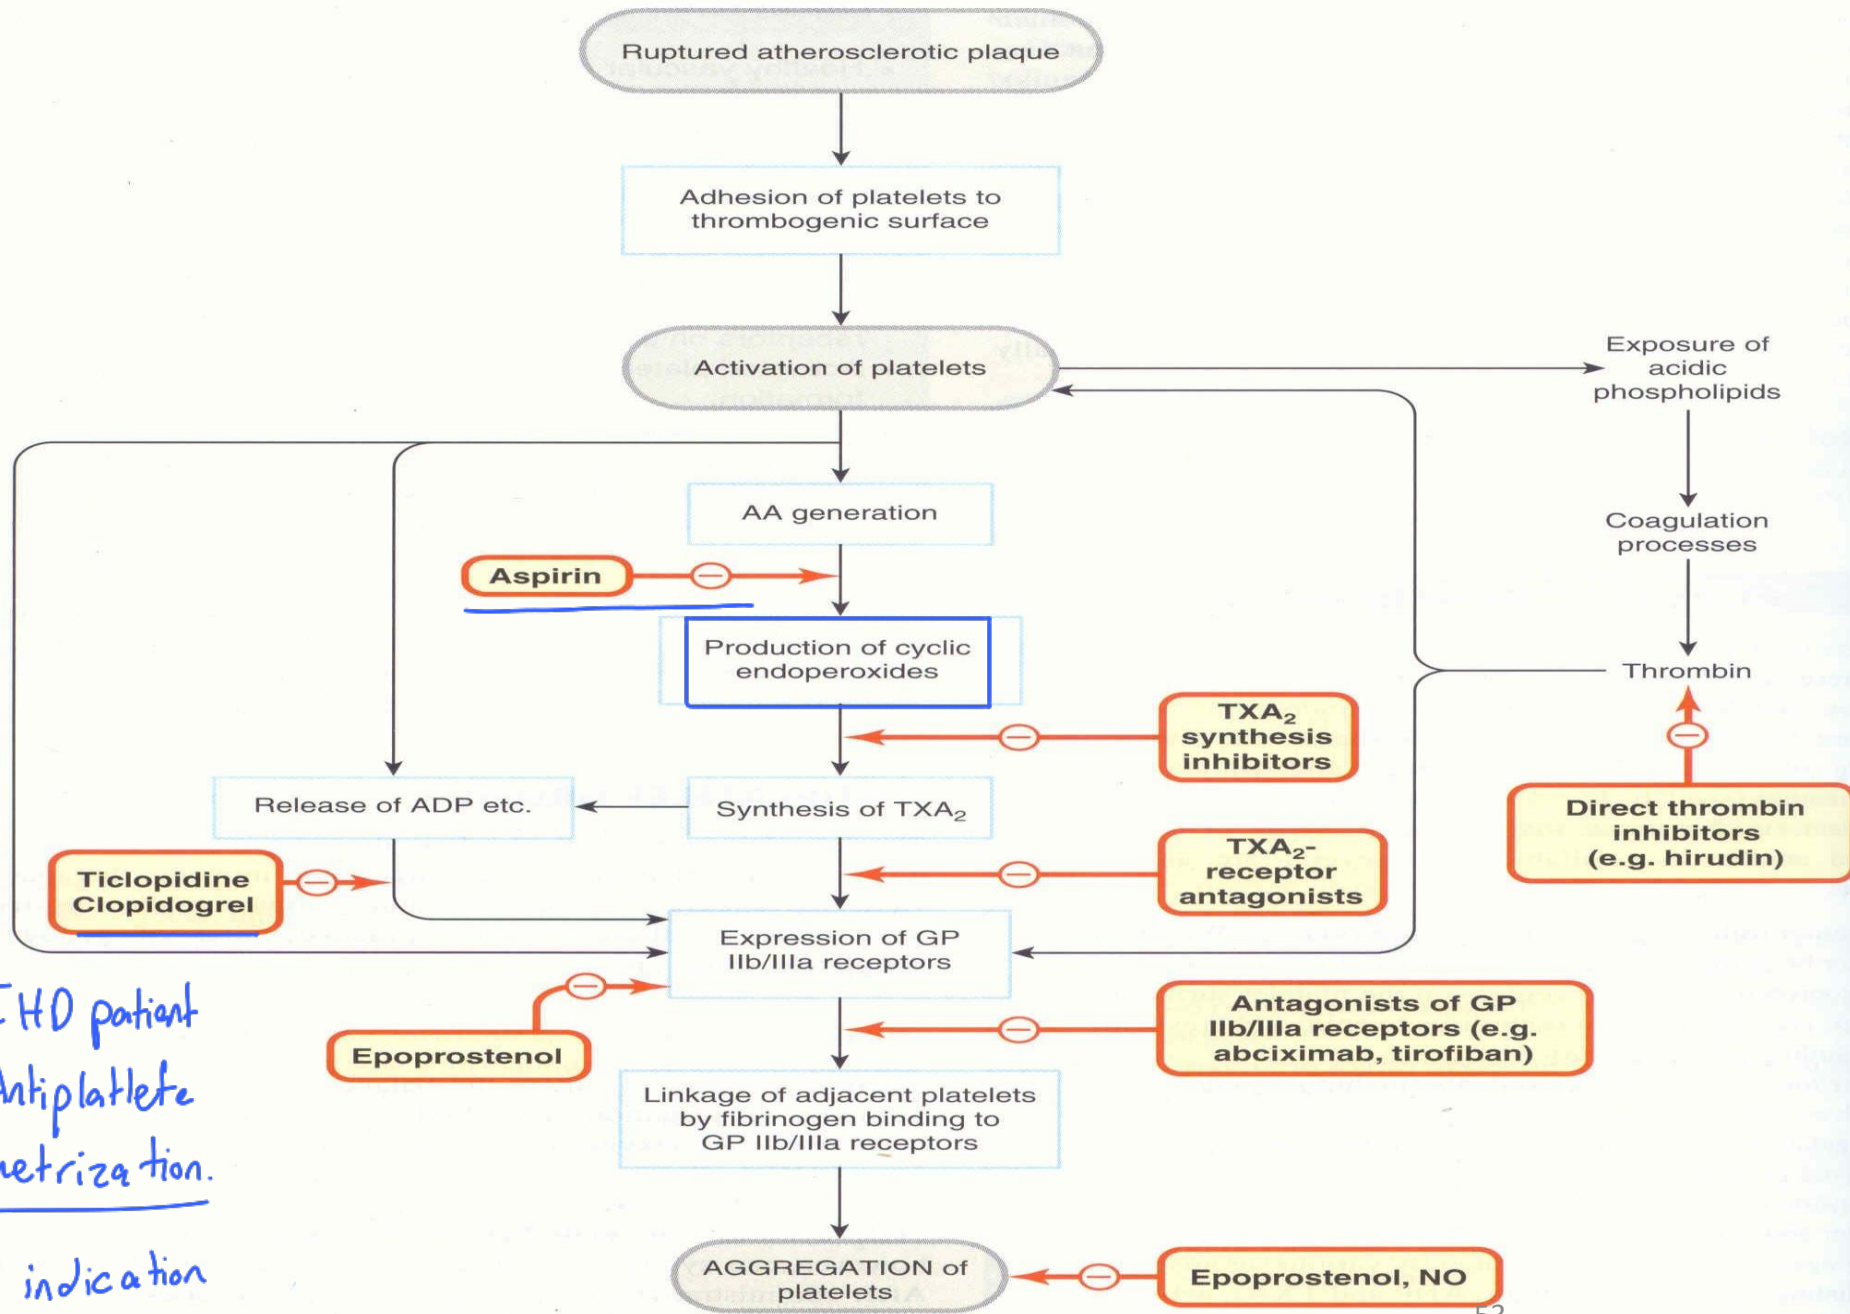 Ruptured atherosclerotic plaque
Adhesion of platelets to
thrombogenic surface
Activation of platelets
Exposure of
acidic
phospholipids
AA generation
Coagulation
processes
Aspirin
Production of cyclic
endoperoxides
Thrombin
TXA₂
synthesis
inhibitors
Release of ADP etc.
Synthesis of TXA₂
Direct thrombin
inhibitors
(e.g. hirudin)
TXA₂-
receptor
antagonists
Ticlopidine
Clopidogrel
Expression of GP
IIb/IIIa receptors
Antagonists of GP
IIb/IIIa receptors (e.g.
abciximab, tirofiban)
Epoprostenol
IHD patient
Antiplatlete
Linkage of adjacent platelets
by fibrinogen binding to
GP IIb/IIIa receptors
indication
AGGREGATION of
platelets
Epoprostenol, NO